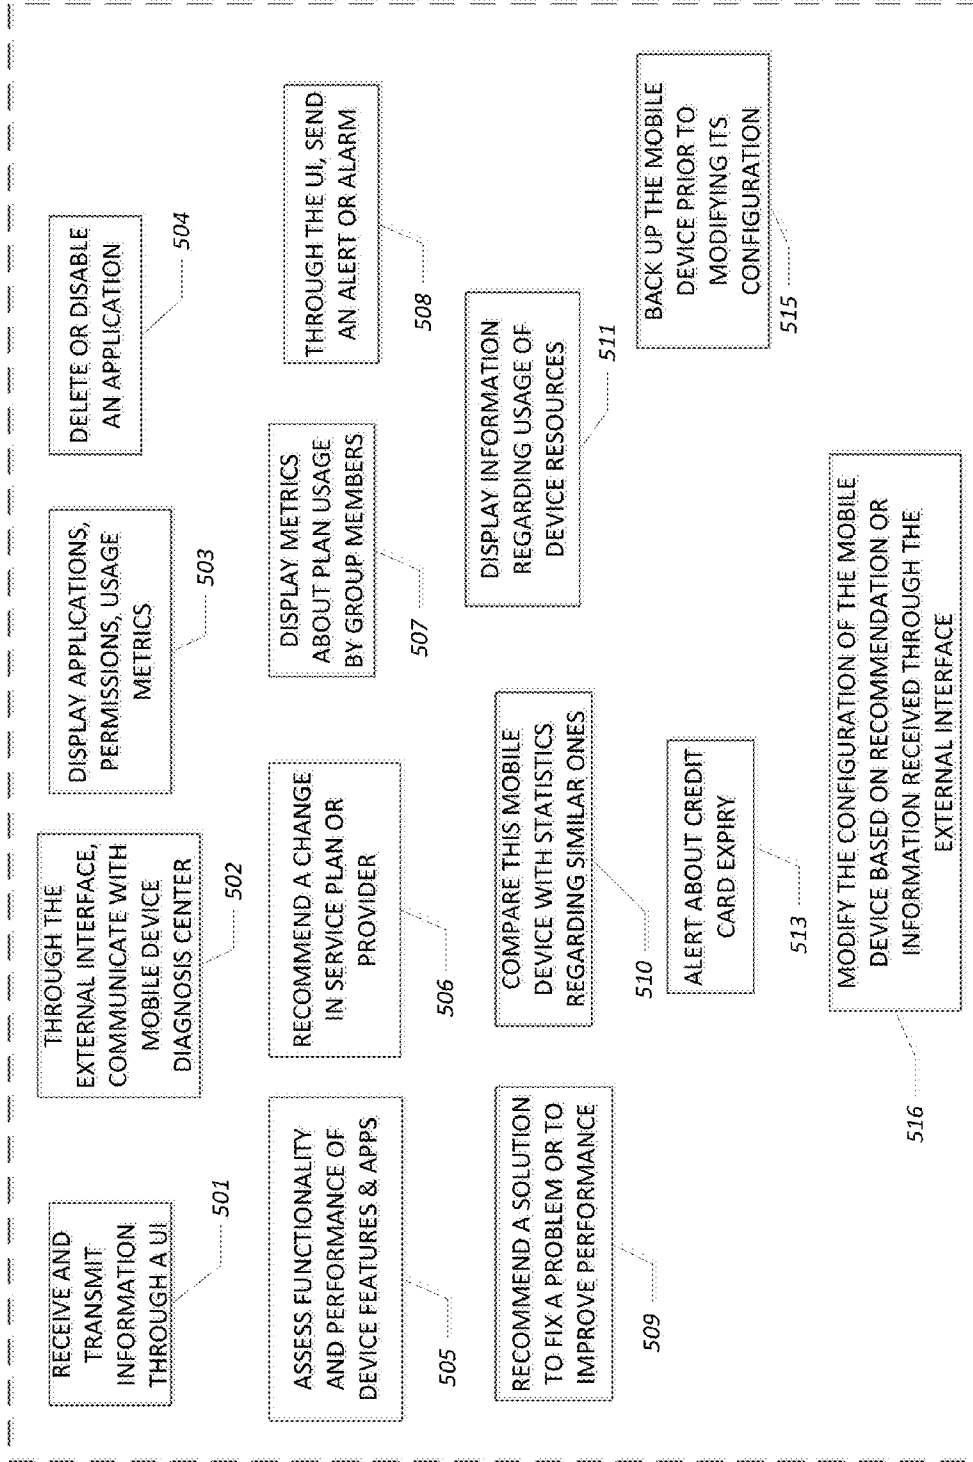 RECEIVE AND
TRANSMIT
INFORMATION
THROUGH A UI
501
THROUGH THE
EXTERNAL INTERFACE,
COMMUNICATE WITH
MOBILE DEVICE
DIAGNOSIS CENTER
502
DISPLAY APPLICATIONS,
PERMISSIONS, USAGE
METRICS
503
DELETE OR DISABLE
AN APPLICATION
504
ASSESS FUNCTIONALITY
AND PERFORMANCE OF
DEVICE FEATURES & APPS
505
RECOMMEND A CHANGE
IN SERVICE PLAN OR
PROVIDER
506
DISPLAY METRICS
ABOUT PLAN USAGE
BY GROUP MEMBERS
507
THROUGH THE UI, SEND
AN ALERT OR ALARM
508
RECOMMEND A SOLUTION
TO FIX A PROBLEM OR TO
IMPROVE PERFORMANCE
509
COMPARE THIS MOBILE
DEVICE WITH STATISTICS
REGARDING SIMILAR ONES
510
DISPLAY INFORMATION
REGARDING USAGE OF
DEVICE RESOURCES
511
ALERT ABOUT CREDIT
CARD EXPIRY
513
BACK UP THE MOBILE
DEVICE PRIOR TO
MODIFYING ITS
CONFIGURATION
515
MODIFY THE CONFIGURATION OF THE MOBILE
DEVICE BASED ON RECOMMENDATION OR
INFORMATION RECEIVED THROUGH THE
EXTERNAL INTERFACE
516